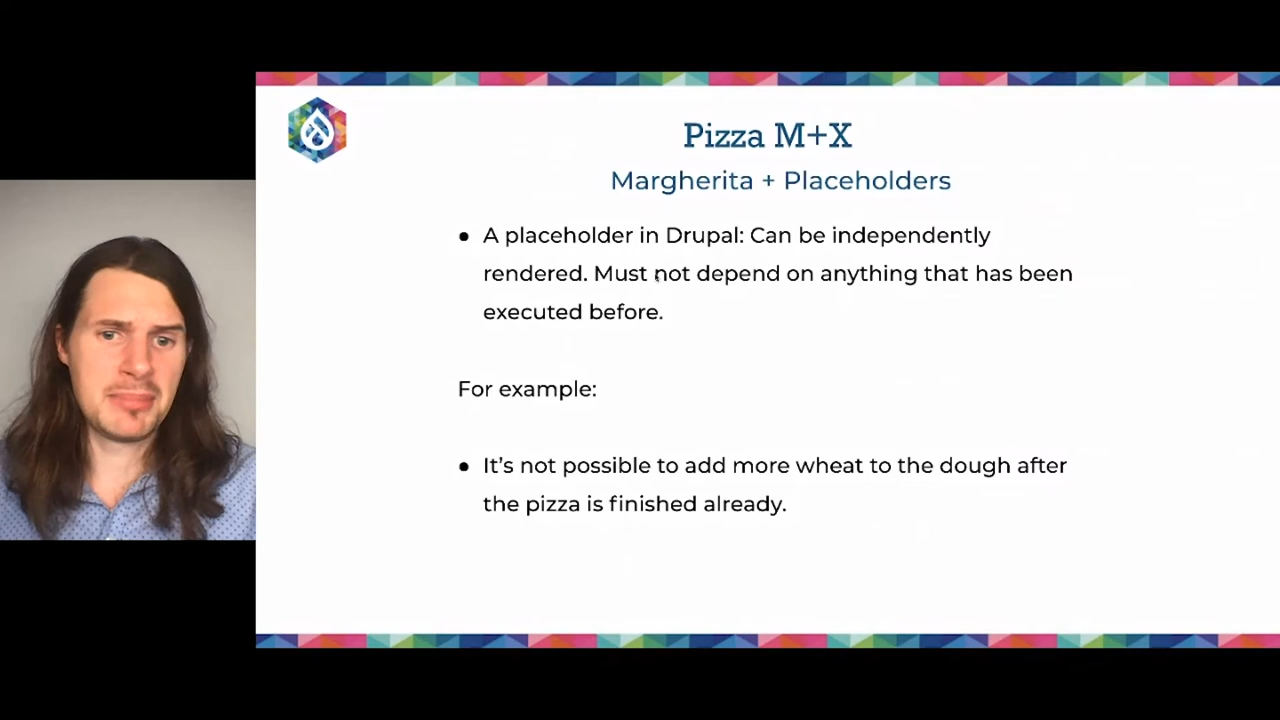 Pizza M+X
Margherita + Placeholders
● A placeholder in Drupal: Can be independently
rendered. Must not depend on anything that has been
executed before.
For example:
● It’s not possible to add more wheat to the dough after
the pizza is finished already.